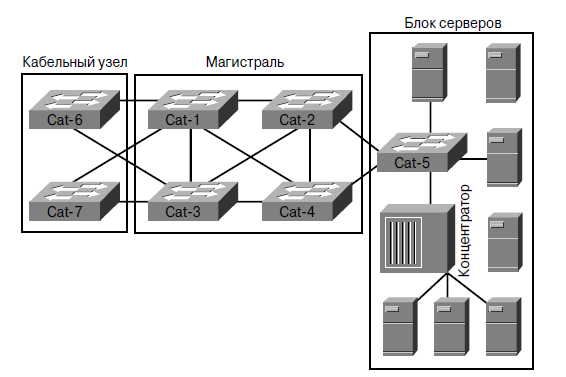 Блок серверов
Кабельный узел
Магистраль
Cat-6
Cat-1
Cat-2
Cat-5
Cat-7
Cat-3
Cat-4
Концентратор